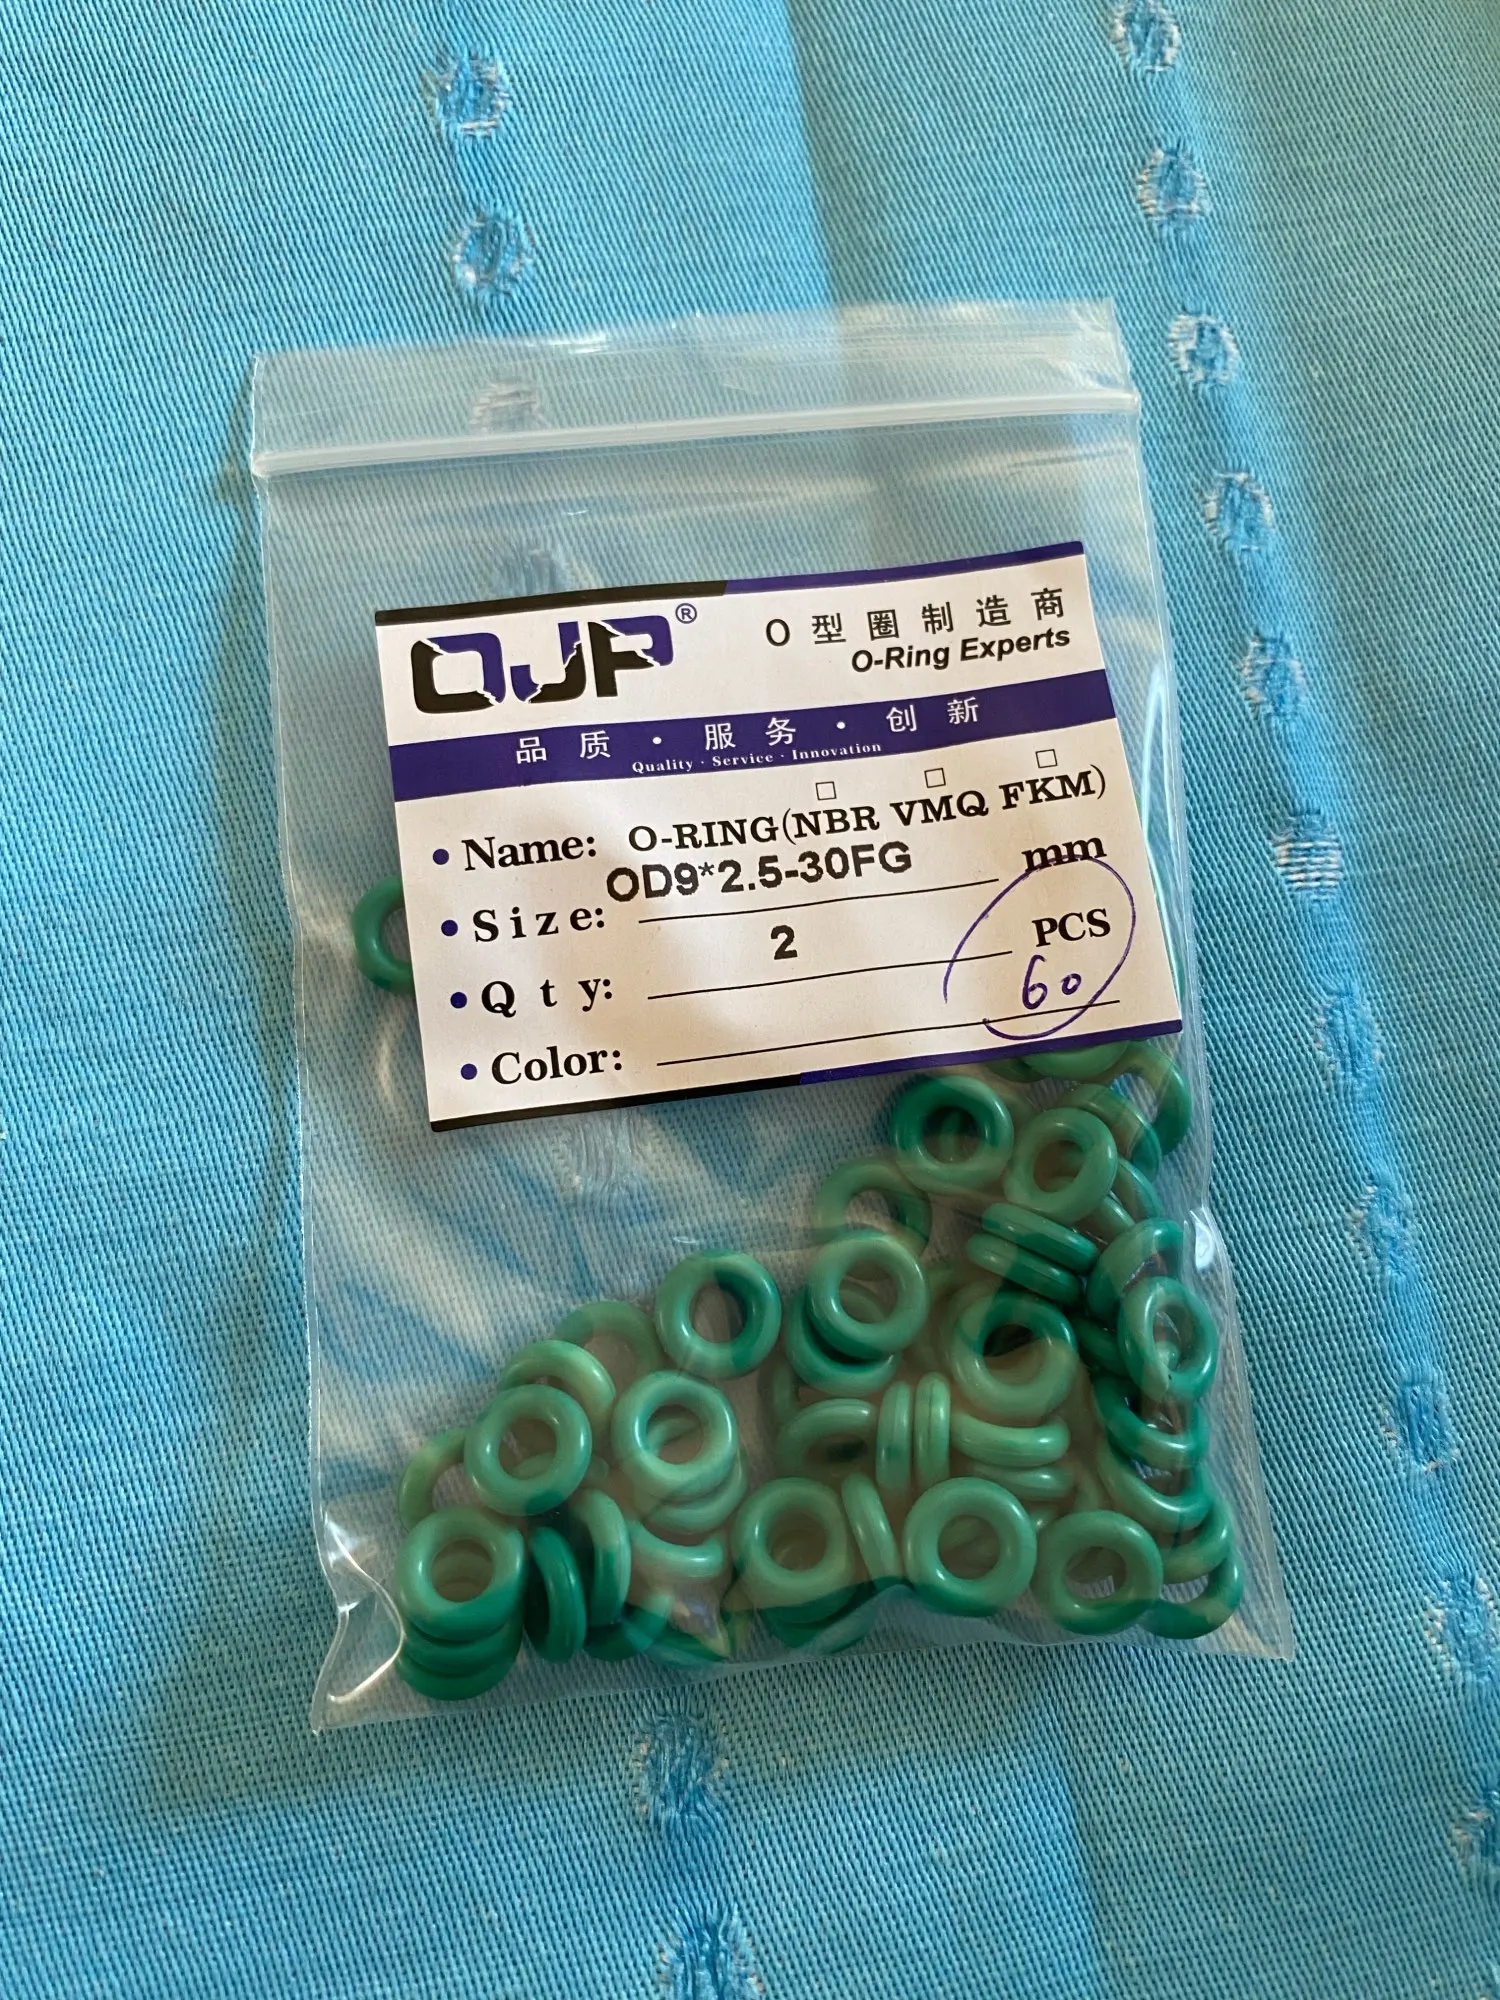 OJP®
O 型 圈 制 造 商
O-Ring Experts
品 质 · 服 务 · 创 新
Quality · Service · Innovation
• Name: O-RING(□NBR □VMQ □FKM)
• Size: OD9*2.5-30FG mm
• Qty: 2 PCS
60
• Color: